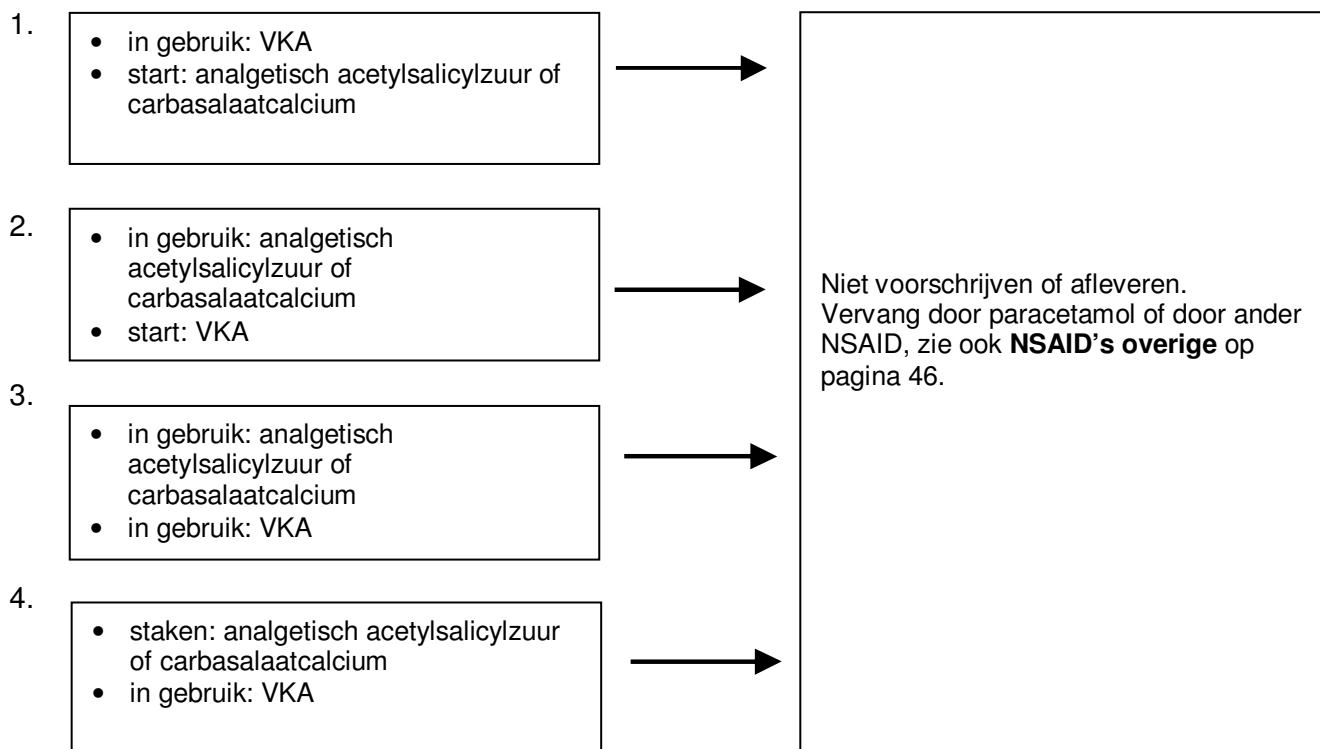 1.
• in gebruik: VKA
• start: analgetisch acetylsalicylzuur of
carbasalaatcalcium
2.
• in gebruik: analgetisch
acetylsalicylzuur of
carbasalaatcalcium
• start: VKA
3.
• in gebruik: analgetisch
acetylsalicylzuur of
carbasalaatcalcium
• in gebruik: VKA
4.
• staken: analgetisch acetylsalicylzuur
of carbasalaatcalcium
• in gebruik: VKA
Niet voorschrijven of afleveren.
Vervang door paracetamol of door ander
NSAID, zie ook NSAID’s overige op
pagina 46.